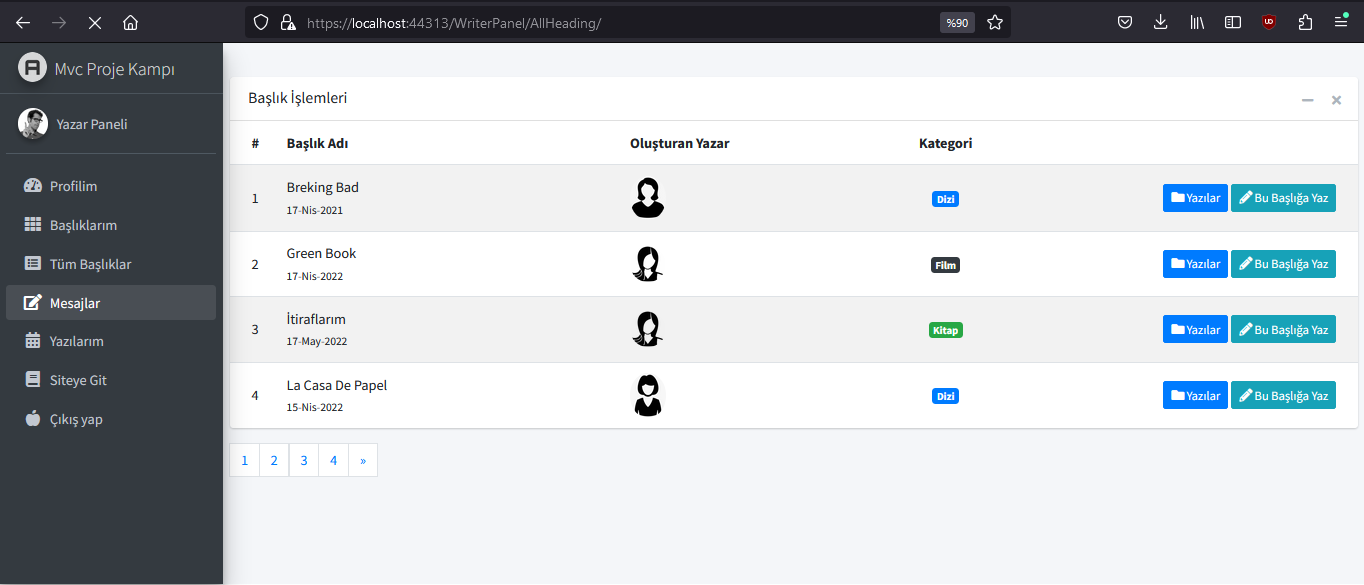 https://localhost:44313/WriterPanel/AllHeading/ %90
Mvc Proje Kampı
Yazar Paneli
Profilim
Başlıklarım
Tüm Başlıklar
Mesajlar
Yazılarım
Siteye Git
Çıkış yap
Başlık İşlemleri
# Başlık Adı Oluşturan Yazar Kategori
1 Breking Bad Dizi Yazılar Bu Başlığa Yaz
17-Nis-2021
2 Green Book Film Yazılar Bu Başlığa Yaz
17-Nis-2022
3 İtiraflarım Kitap Yazılar Bu Başlığa Yaz
17-May-2022
4 La Casa De Papel Dizi Yazılar Bu Başlığa Yaz
15-Nis-2022
1 2 3 4 »